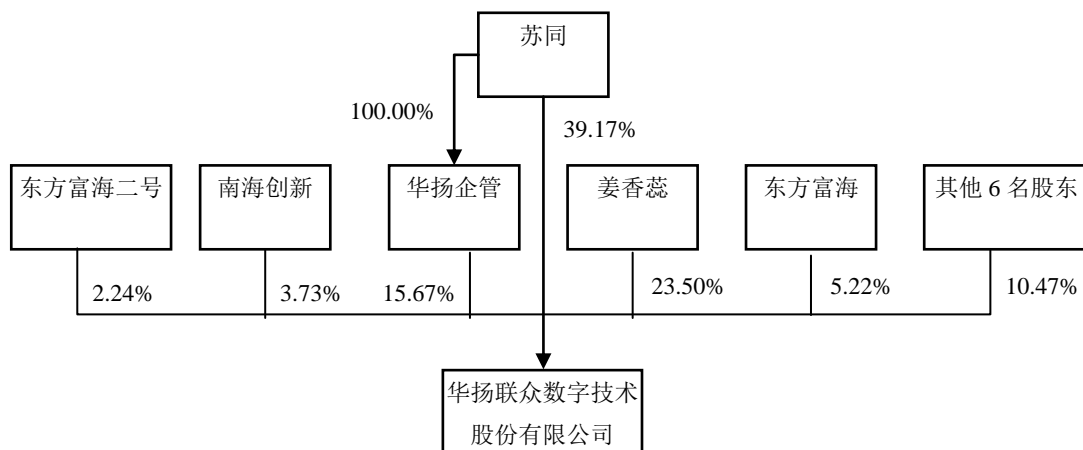 苏同
100.00%
39.17%
东方富海二号
南海创新
华扬企管
姜香蕊
东方富海
其他 6 名股东
2.24%
3.73%
15.67%
23.50%
5.22%
10.47%
华扬联众数字技术
股份有限公司